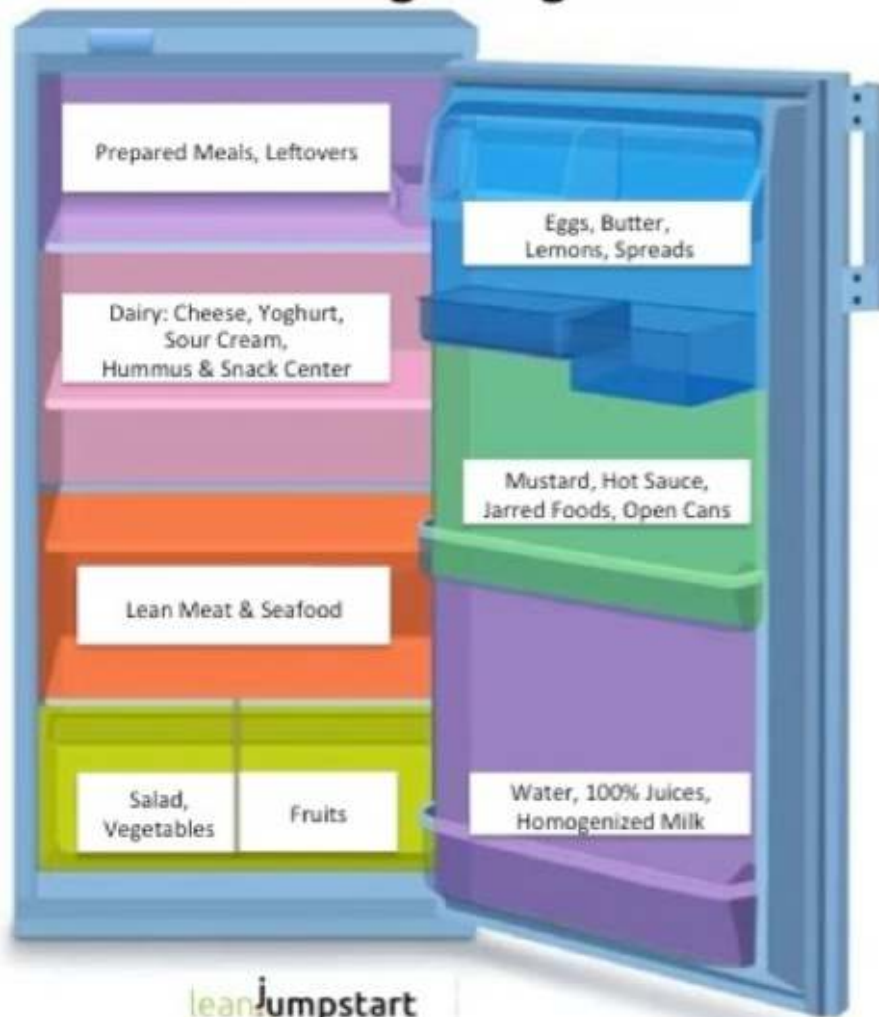 Prepared Meals, Leftovers
Eggs, Butter,
Lemons, Spreads
Dairy: Cheese, Yoghurt,
Sour Cream,
Hummus & Snack Center
Mustard, Hot Sauce,
Jarred Foods, Open Cans
Lean Meat & Seafood
Salad,
Vegetables
Fruits
Water, 100% Juices,
Homogenized Milk
leanjumpstart